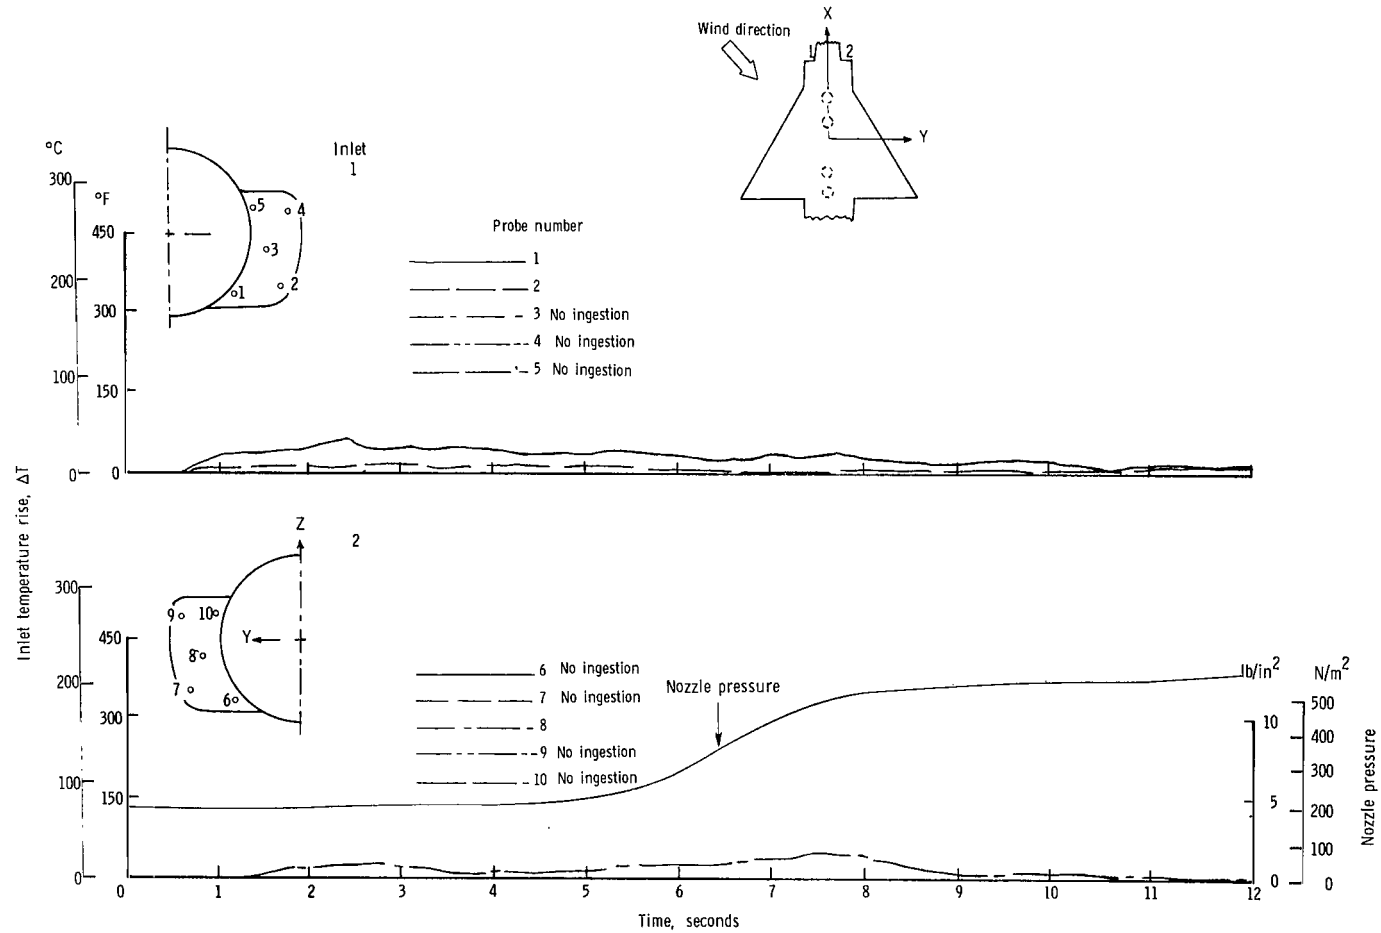 Wind direction
X
1 2
Y
°C
Inlet
1
300
°F
5
4
Probe number
450
3
1
200
2
1
2
300
3 No ingestion
4 No ingestion
100
5 No ingestion
150
0
0
Inlet temperature rise, ΔT
Z
2
300
9
10
450
Y
8
6 No ingestion
lb/in2
N/m2
200
7
7 No ingestion
Nozzle pressure
6
500
300
8
10
400
9 No ingestion
300
100
10 No ingestion
150
5
200
Nozzle pressure
100
0
0
0
0 1 2 3 4 5 6 7 8 9 10 11 12
Time, seconds